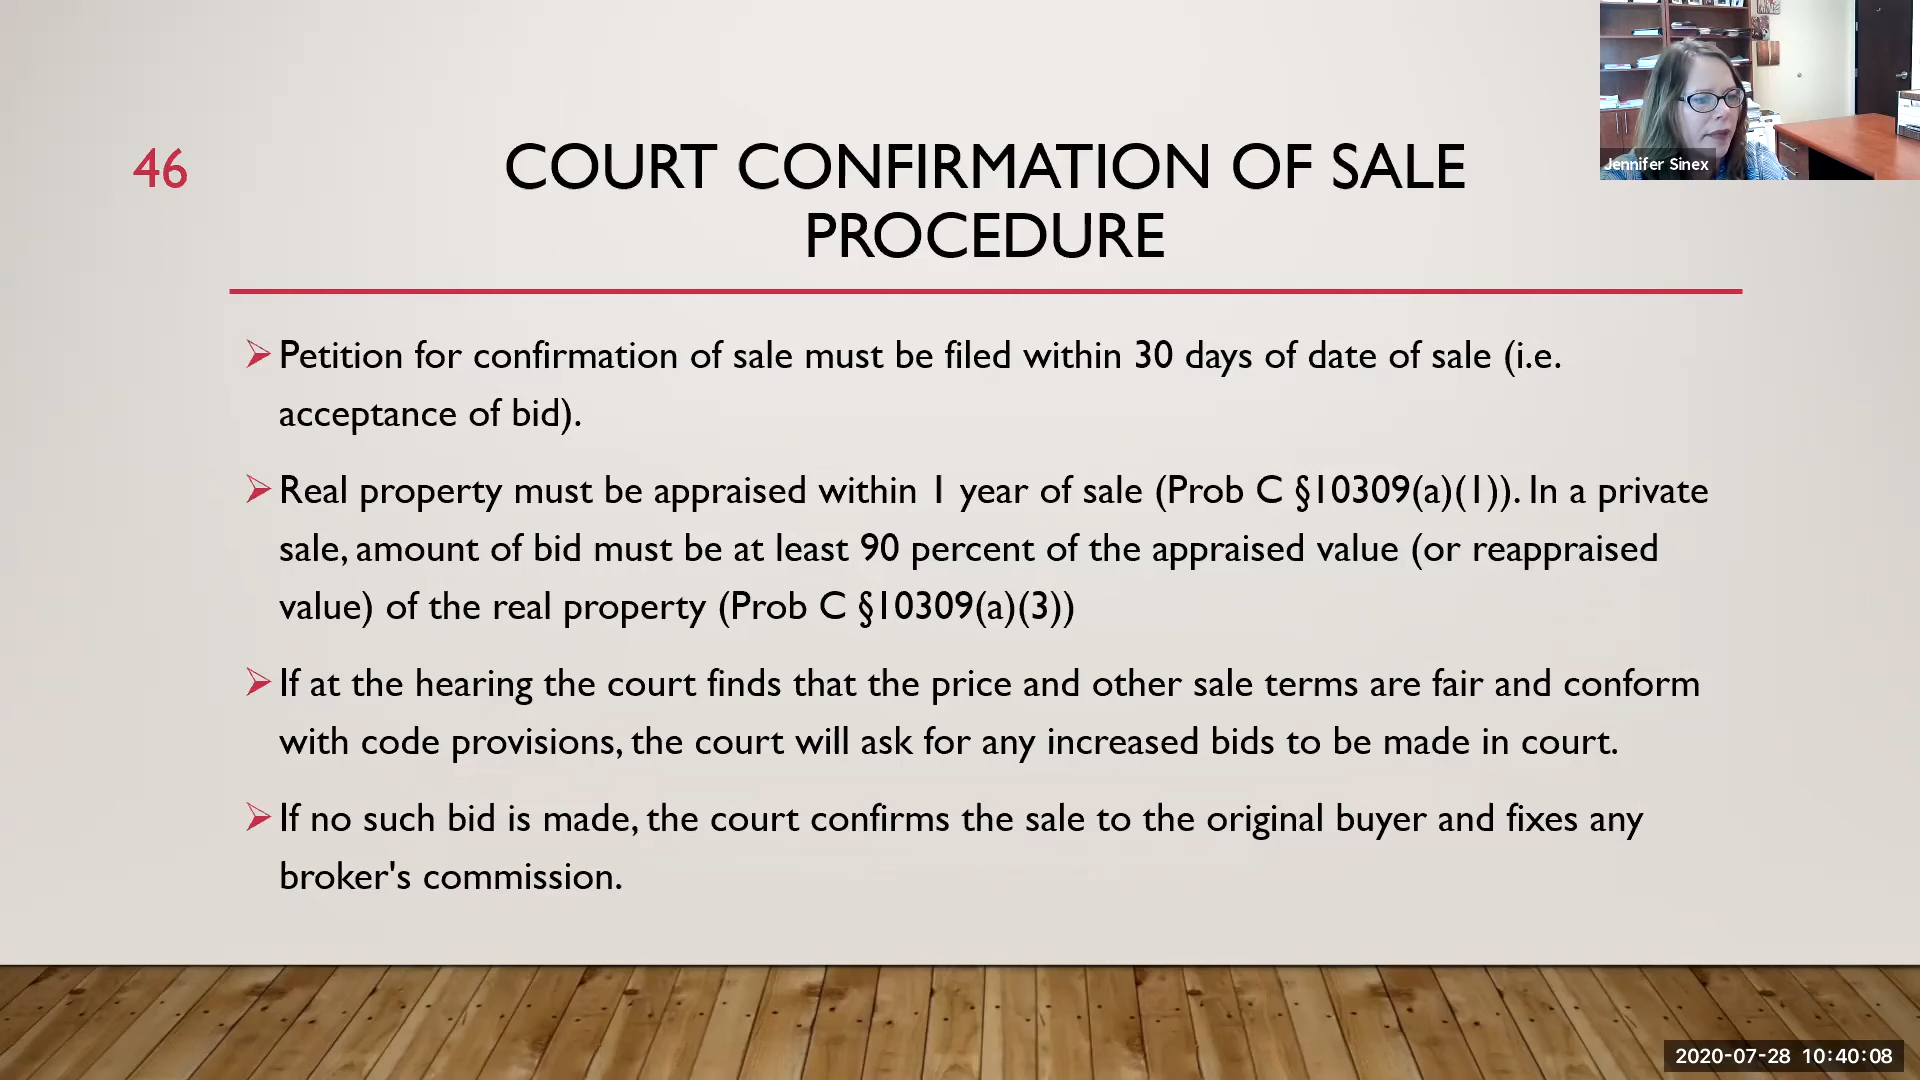 46
COURT CONFIRMATION OF SALE
PROCEDURE
Jennifer Sinex
Petition for confirmation of sale must be filed within 30 days of date of sale (i.e.
acceptance of bid).
Real property must be appraised within 1 year of sale (Prob C §10309(a)(1)). In a private
sale, amount of bid must be at least 90 percent of the appraised value (or reappraised
value) of the real property (Prob C §10309(a)(3))
If at the hearing the court finds that the price and other sale terms are fair and conform
with code provisions, the court will ask for any increased bids to be made in court.
If no such bid is made, the court confirms the sale to the original buyer and fixes any
broker's commission.
2020-07-28 10:40:08